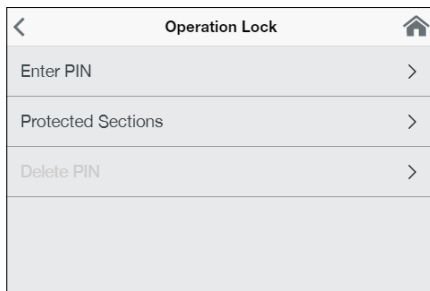 Operation Lock
Enter PIN
Protected Sections
Delete PIN